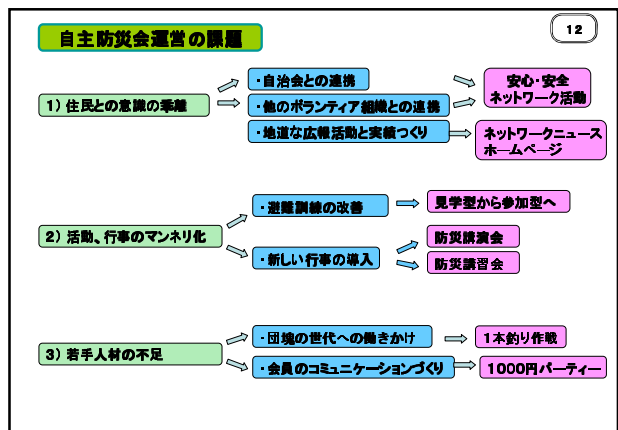 自主防災会運営の課題
12
1）住民との意識の乖離
・自治会との連携
・他のボランティア組織との連携
・地道な広報活動と実績つくり
安心・安全
ネットワーク活動
ネットワークニュース
ホームページ
2）活動、行事のマンネリ化
・避難訓練の改善
・新しい行事の導入
見学型から参加型へ
防災講演会
防災講習会
3）若手人材の不足
・団塊の世代への働きかけ
・会員のコミュニケーションづくり
1本釣り作戦
1000円パーティー